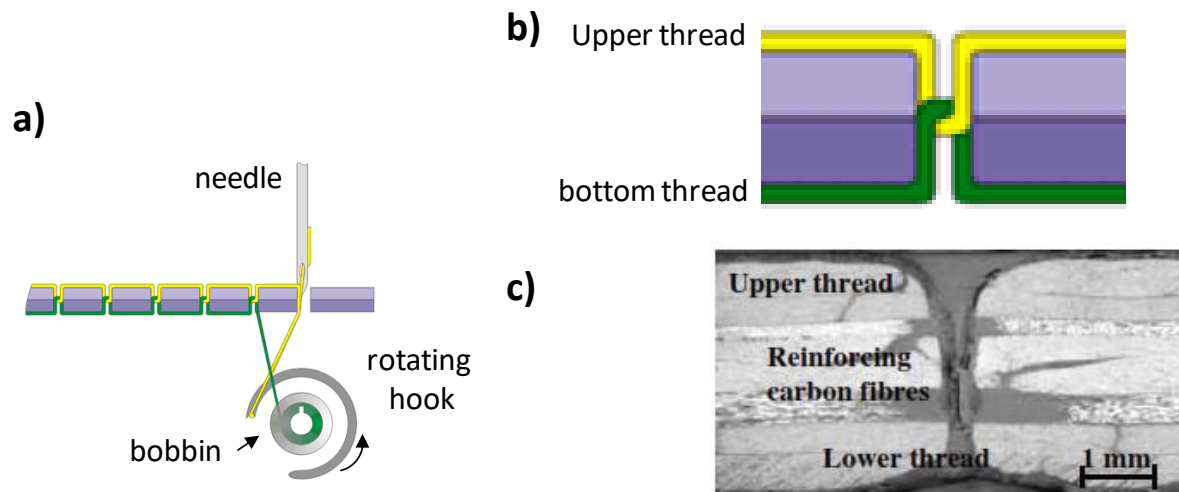 a)
needle
rotating
hook
bobbin
b)
Upper thread
bottom thread
c)
Upper thread
Reinforcing
carbon fibres
Lower thread
1 mm